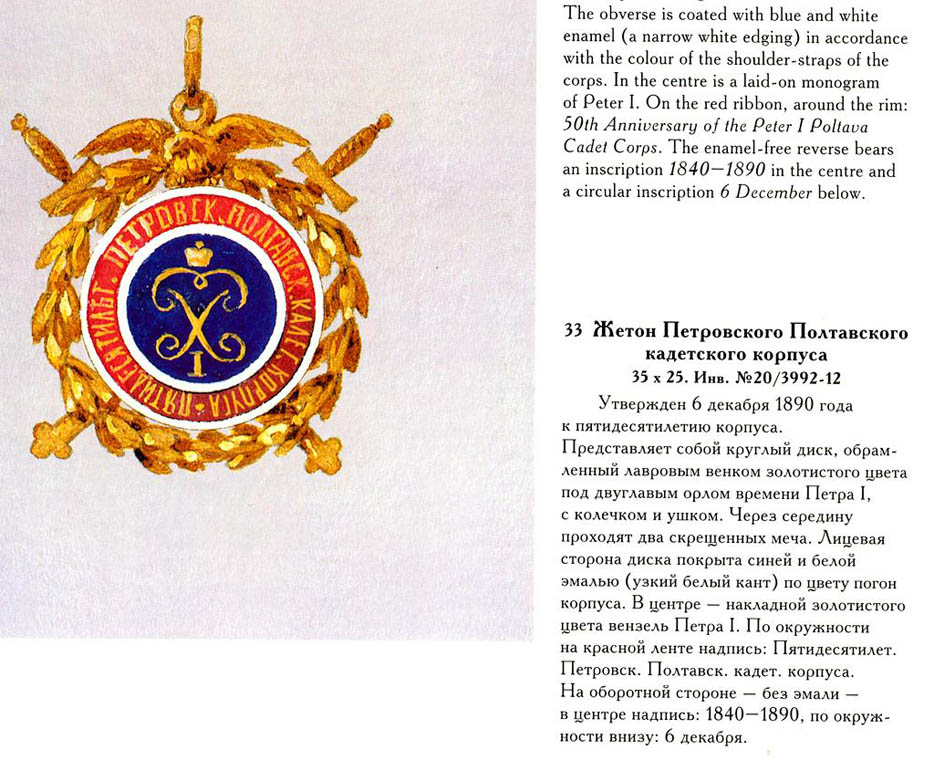 The obverse is coated with blue and white
enamel (a narrow white edging) in accordance
with the colour of the shoulder-straps of the
corps. In the centre is a laid-on monogram
of Peter I. On the red ribbon, around the rim:
50th Anniversary of the Peter I Poltava
Cadet Corps. The enamel-free reverse bears
an inscription 1840—1890 in the centre and
a circular inscription 6 December below.
ПЯТИДЕСЯТИЛѢТ. ПЕТРОВСК. ПОЛТАВСК. КАДЕТ. КОРПУСА
I
33 Жетон Петровского Полтавского
кадетского корпуса
35 x 25. Инв. №20/3992-12
Утвержден 6 декабря 1890 года
к пятидесятилетию корпуса.
Представляет собой круглый диск, обрам-
ленный лавровым венком золотистого цвета
под двуглавым орлом времени Петра I,
с колечком и ушком. Через середину
проходят два скрещенных меча. Лицевая
сторона диска покрыта синей и белой
эмалью (узкий белый кант) по цвету погон
корпуса. В центре — накладной золотистого
цвета вензель Петра I. По окружности
на красной ленте надпись: Пятидесятилет.
Петровск. Полтавск. кадет. корпуса.
На оборотной стороне — без эмали —
в центре надпись: 1840—1890, по окруж-
ности внизу: 6 декабря.